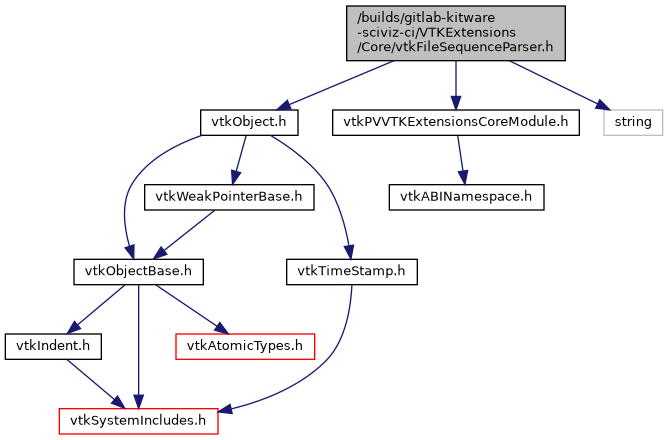 /builds/gitlab-kitware
-sciviz-ci/VTKExtensions
/Core/vtkFileSequenceParser.h
vtkObject.h
vtkPVVTKExtensionsCoreModule.h
string
vtkWeakPointerBase.h
vtkABINamespace.h
vtkObjectBase.h
vtkTimeStamp.h
vtkIndent.h
vtkAtomicTypes.h
vtkSystemIncludes.h